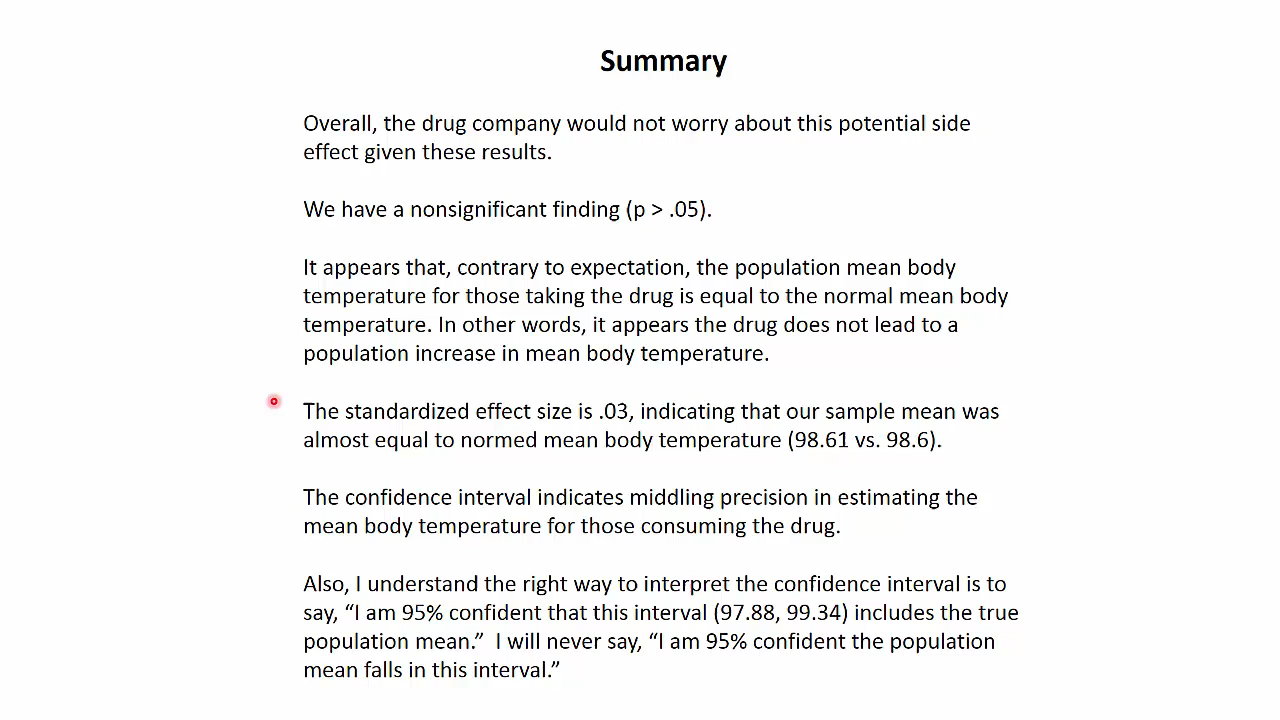 Summary
Overall, the drug company would not worry about this potential side
effect given these results.
We have a nonsignificant finding (p > .05).
It appears that, contrary to expectation, the population mean body
temperature for those taking the drug is equal to the normal mean body
temperature. In other words, it appears the drug does not lead to a
population increase in mean body temperature.
The standardized effect size is .03, indicating that our sample mean was
almost equal to normed mean body temperature (98.61 vs. 98.6).
The confidence interval indicates middling precision in estimating the
mean body temperature for those consuming the drug.
Also, I understand the right way to interpret the confidence interval is to
say, “I am 95% confident that this interval (97.88, 99.34) includes the true
population mean.”  I will never say, “I am 95% confident the population
mean falls in this interval.”